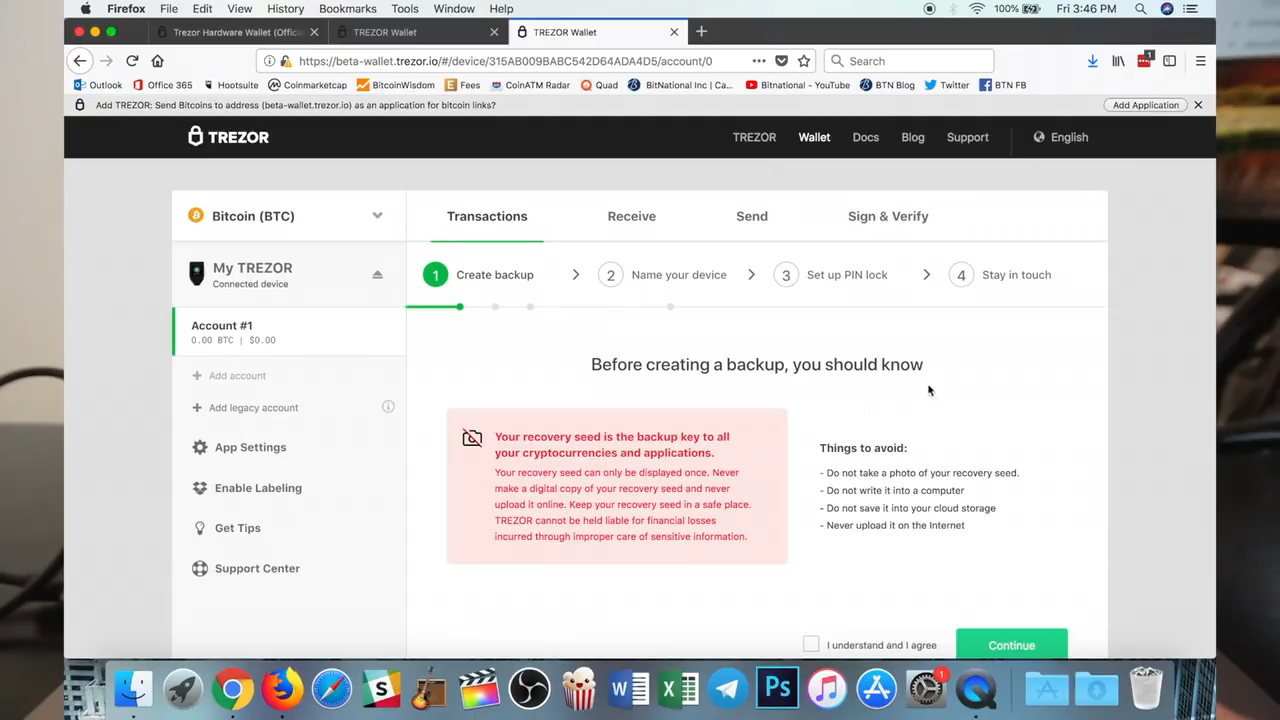 Firefox File Edit View History Bookmarks Tools Window Help 100% Fri 3:46 PM
Trezor Hardware Wallet (Offici
TREZOR Wallet
TREZOR Wallet
https://beta-wallet.trezor.io/#/device/315AB009BABC542D64ADA4D5/account/0
Search
1
Outlook Office 365 Hootsuite Coinmarketcap BitcoinWisdom Fees CoinATM Radar Quad BitNational Inc | Ca... Bitnational - YouTube BTN Blog Twitter BTN FB
Add TREZOR: Send Bitcoins to address (beta-wallet.trezor.io) as an application for bitcoin links?
Add Application
TREZOR
TREZOR Wallet Docs Blog Support English
Bitcoin (BTC)
Transactions Receive Send Sign & Verify
My TREZOR
Connected device
1 Create backup 2 Name your device 3 Set up PIN lock 4 Stay in touch
Account #1
0.00 BTC | $0.00
Add account
Add legacy account
App Settings
Enable Labeling
Get Tips
Support Center
Before creating a backup, you should know
Your recovery seed is the backup key to all
your cryptocurrencies and applications.
Your recovery seed can only be displayed once. Never
make a digital copy of your recovery seed and never
upload it online. Keep your recovery seed in a safe place.
TREZOR cannot be held liable for financial losses
incurred through improper care of sensitive information.
Things to avoid:
- Do not take a photo of your recovery seed.
- Do not write it into a computer
- Do not save it into your cloud storage
- Never upload it on the Internet
I understand and I agree
Continue
S W X Ps 1